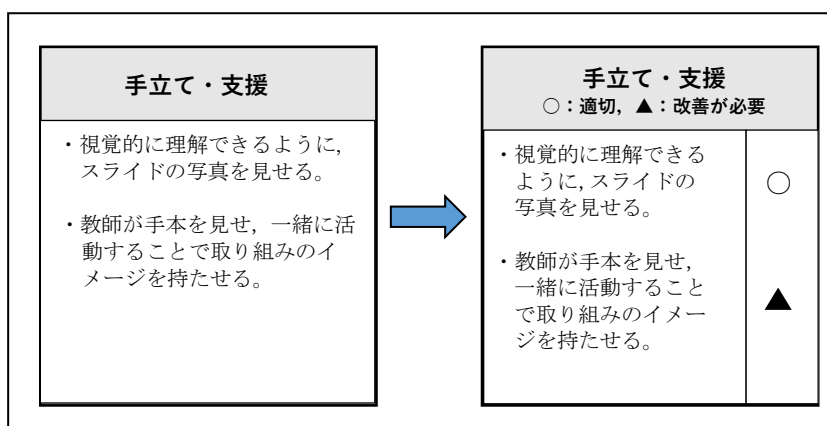 手立て・支援
・視覚的に理解できるように,
スライドの写真を見せる。
・教師が手本を見せ，一緒に活
動することで取り組みのイ
メージを持たせる。
手立て・支援
○：適切，▲：改善が必要
・視覚的に理解できる
ように,スライドの
写真を見せる。
○
・教師が手本を見せ，
一緒に活動すること
で取り組みのイメー
ジを持たせる。
▲